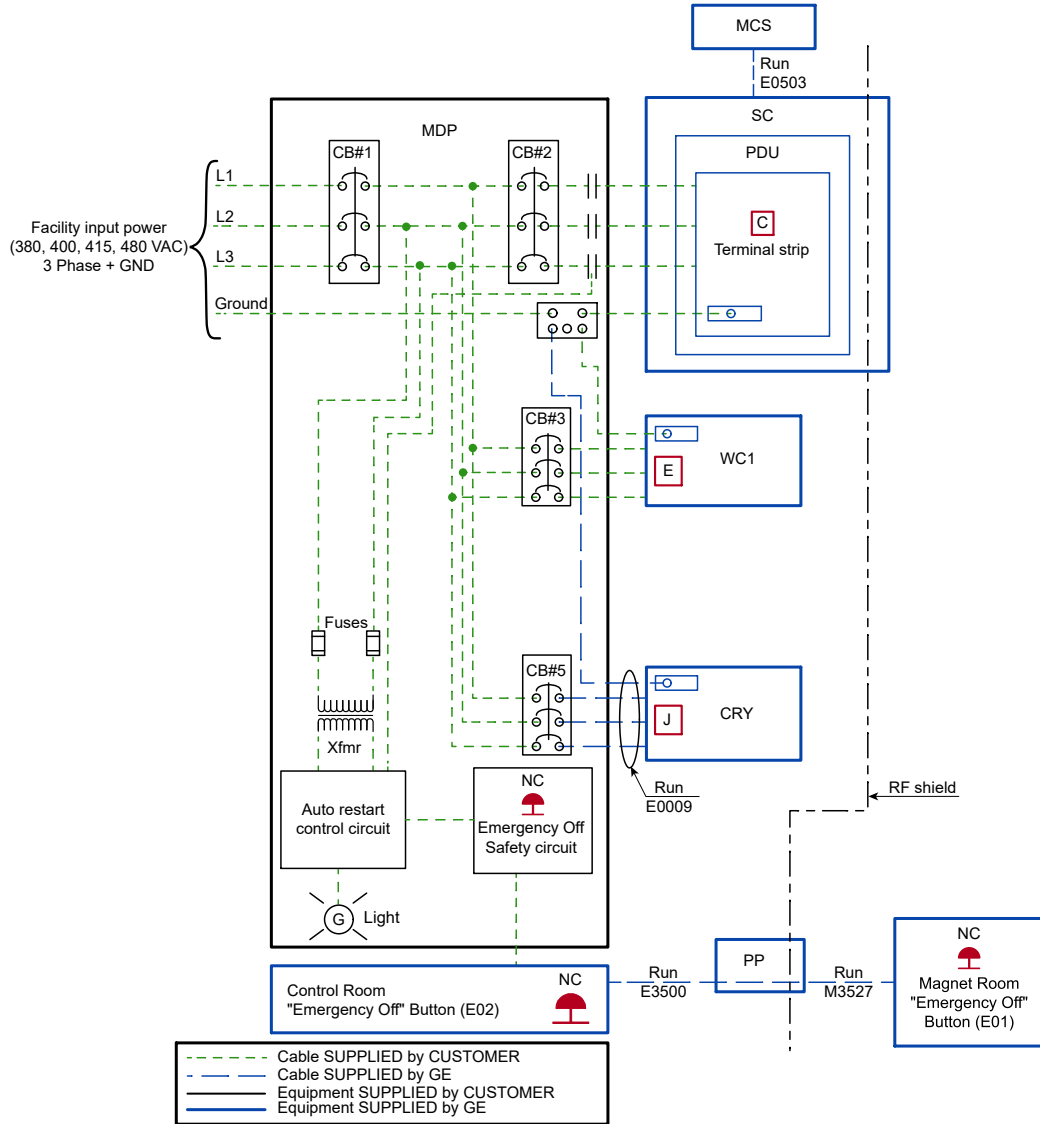 MCS
Run
E0503
SC
MDP
PDU
CB#1
CB#2
L1
C
L2
Facility input power
(380, 400, 415, 480 VAC)
3 Phase + GND
Terminal strip
L3
Ground
CB#3
WC1
E
Fuses
CB#5
CRY
J
Xfmr
NC
Run
E0009
RF shield
Auto restart
control circuit
Emergency Off
Safety circuit
G
Light
NC
PP
Run
E3500
Run
M3527
NC
Magnet Room
"Emergency Off"
Button (E01)
Control Room
"Emergency Off" Button (E02)
Cable SUPPLIED by CUSTOMER
Cable SUPPLIED by GE
Equipment SUPPLIED by CUSTOMER
Equipment SUPPLIED by GE